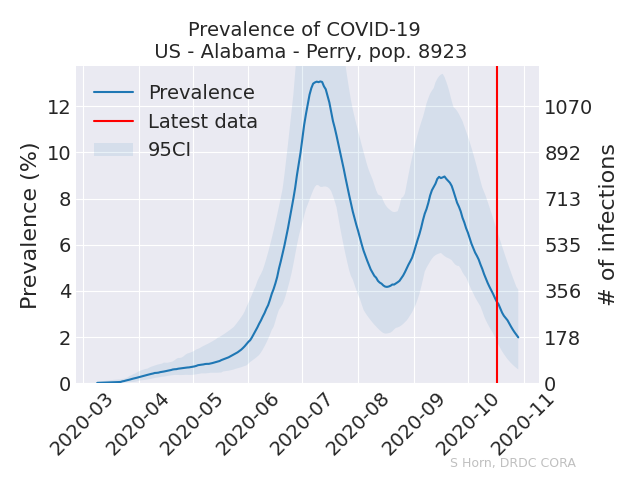 Prevalence of COVID-19
US - Alabama - Perry, pop. 8923
Prevalence
Latest data
95CI
Prevalence (%)
12
10
8
6
4
2
0
1070
892
713
535
356
178
0
# of infections
2020-03
2020-04
2020-05
2020-06
2020-07
2020-08
2020-09
2020-10
2020-11
S Horn, DRDC CORA